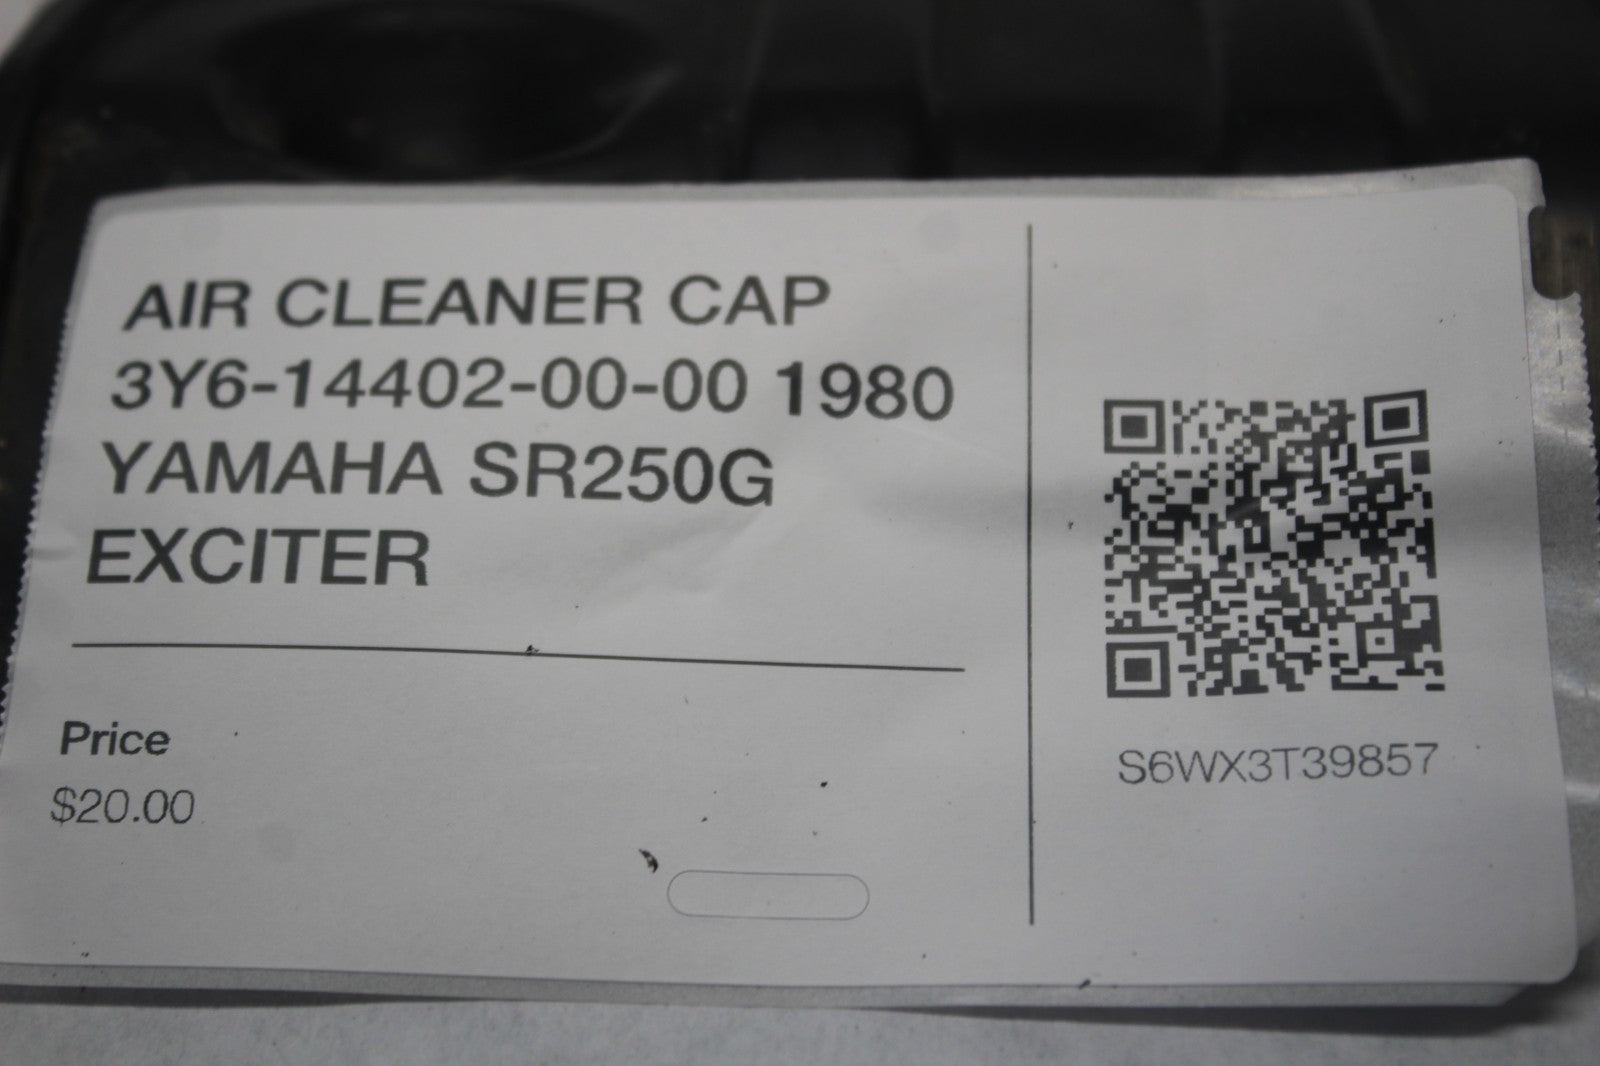 AIR CLEANER CAP
3Y6-14402-00-00 1980
YAMAHA SR250G
EXCITER
Price
$20.00
S6WX3T39857